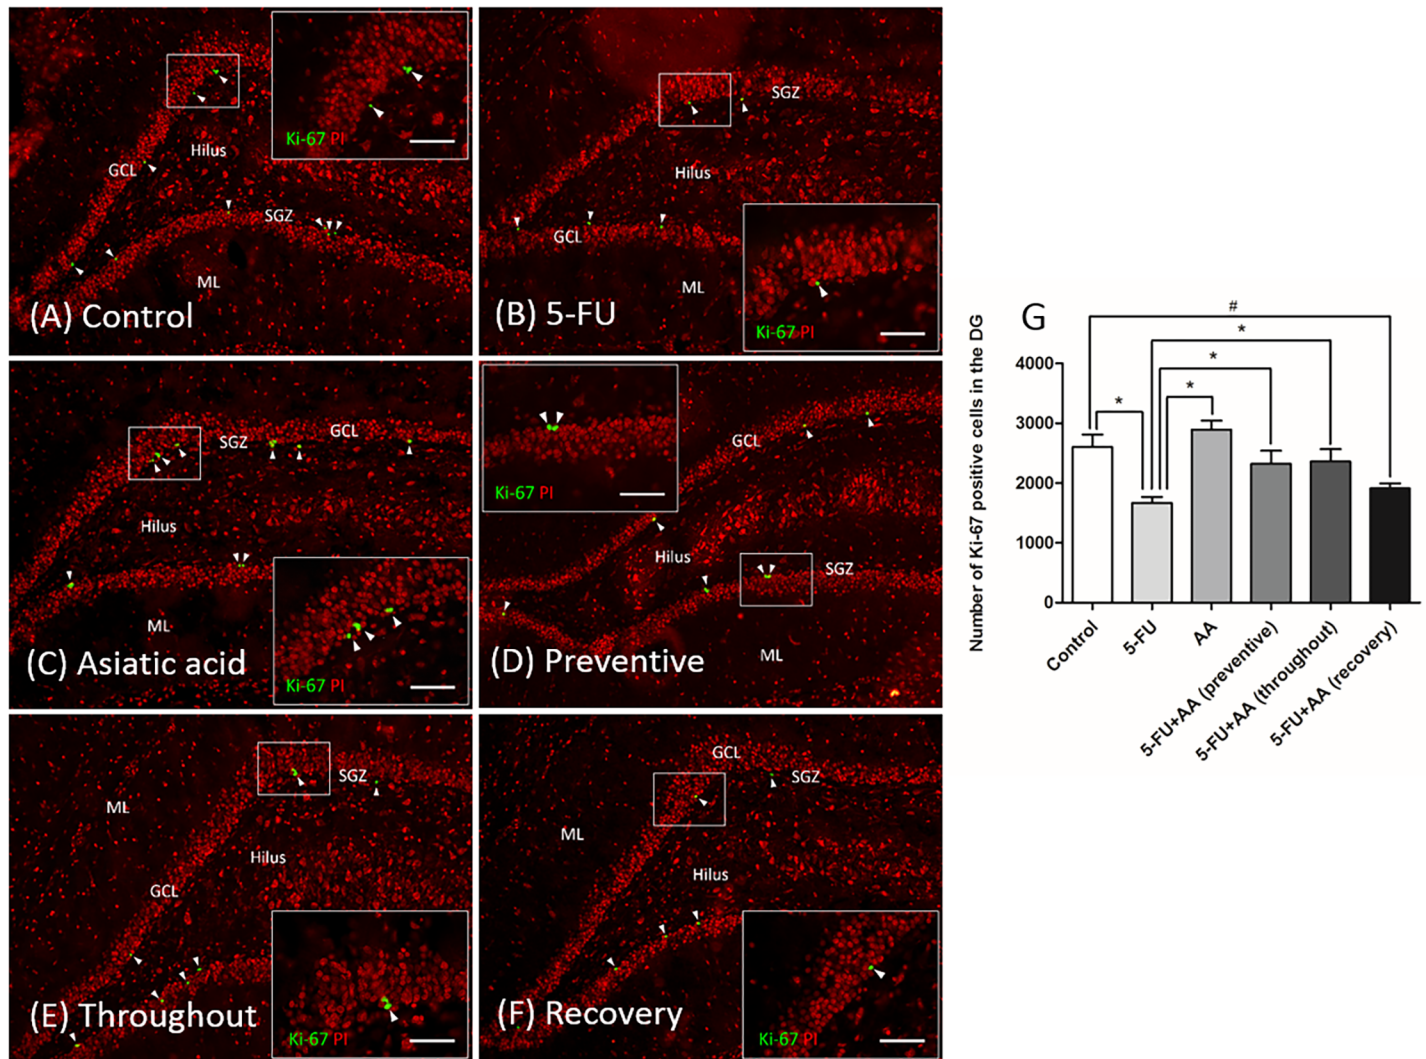 Ki-67 PI
Hilus
GCL
SGZ
ML
(A) Control
SGZ
Hilus
GCL
ML
Ki-67 PI
(B) 5-FU
SGZ
GCL
Hilus
ML
Ki-67 PI
(C) Asiatic acid
Ki-67 PI
GCL
Hilus
SGZ
ML
(D) Preventive
SGZ
ML
Hilus
GCL
Ki-67 PI
(E) Throughout
GCL
SGZ
ML
Hilus
Ki-67 PI
(F) Recovery
G
#
*
*
*
*
Number of Ki-67 positive cells in the DG
4000
3000
2000
1000
0
Control
5-FU
AA
5-FU+AA (preventive)
5-FU+AA (throughout)
5-FU+AA (recovery)